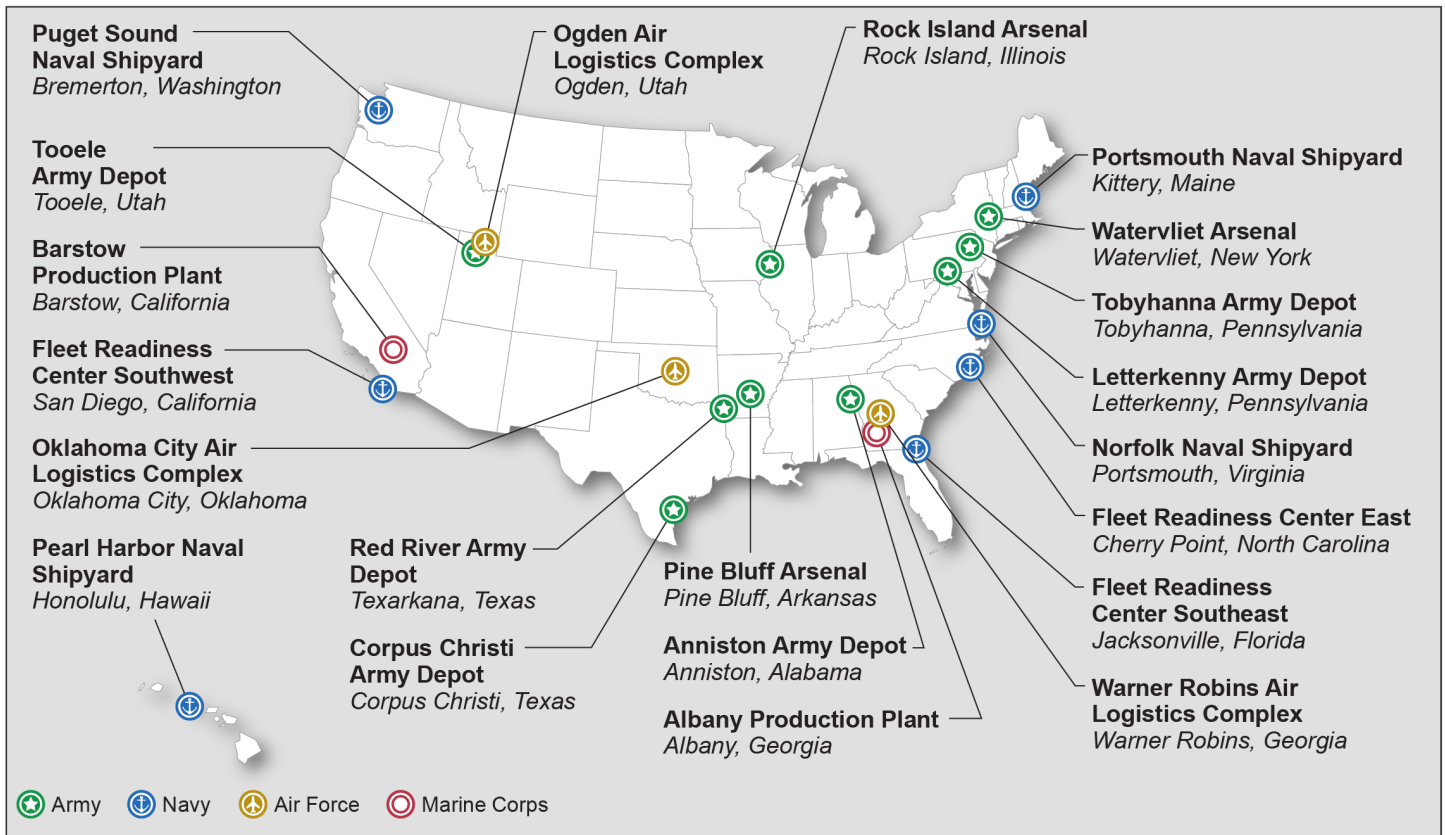 Puget Sound
Naval Shipyard
Bremerton, Washington
Tooele
Army Depot
Tooele, Utah
Barstow
Production Plant
Barstow, California
Fleet Readiness
Center Southwest
San Diego, California
Oklahoma City Air
Logistics Complex
Oklahoma City, Oklahoma
Pearl Harbor Naval
Shipyard
Honolulu, Hawaii
Ogden Air
Logistics Complex
Ogden, Utah
Rock Island Arsenal
Rock Island, Illinois
Red River Army
Depot
Texarkana, Texas
Corpus Christi
Army Depot
Corpus Christi, Texas
Pine Bluff Arsenal
Pine Bluff, Arkansas
Anniston Army Depot
Anniston, Alabama
Albany Production Plant
Albany, Georgia
Portsmouth Naval Shipyard
Kittery, Maine
Watervliet Arsenal
Watervliet, New York
Tobyhanna Army Depot
Tobyhanna, Pennsylvania
Letterkenny Army Depot
Letterkenny, Pennsylvania
Norfolk Naval Shipyard
Portsmouth, Virginia
Fleet Readiness Center East
Cherry Point, North Carolina
Fleet Readiness
Center Southeast
Jacksonville, Florida
Warner Robins Air
Logistics Complex
Warner Robins, Georgia
Army
Navy
Air Force
Marine Corps